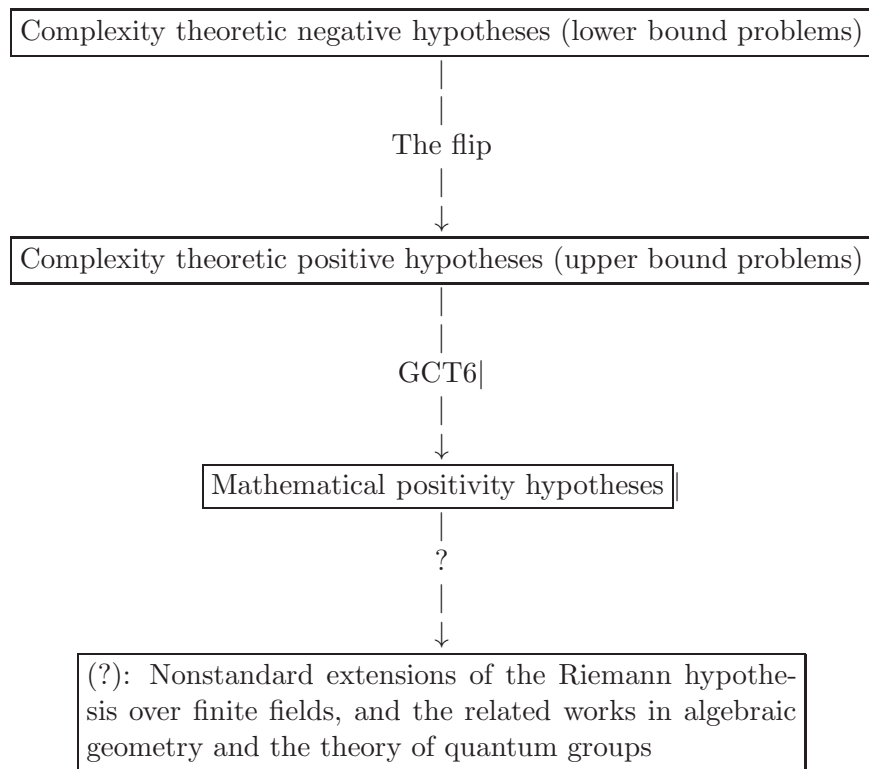 Complexity theoretic negative hypotheses (lower bound problems)
|
|
The flip
|
|
↓
Complexity theoretic positive hypotheses (upper bound problems)
|
|
GCT6|
|
|
↓
Mathematical positivity hypotheses |
|
?
|
|
↓
(?): Nonstandard extensions of the Riemann hypothe-
sis over finite fields, and the related works in algebraic
geometry and the theory of quantum groups